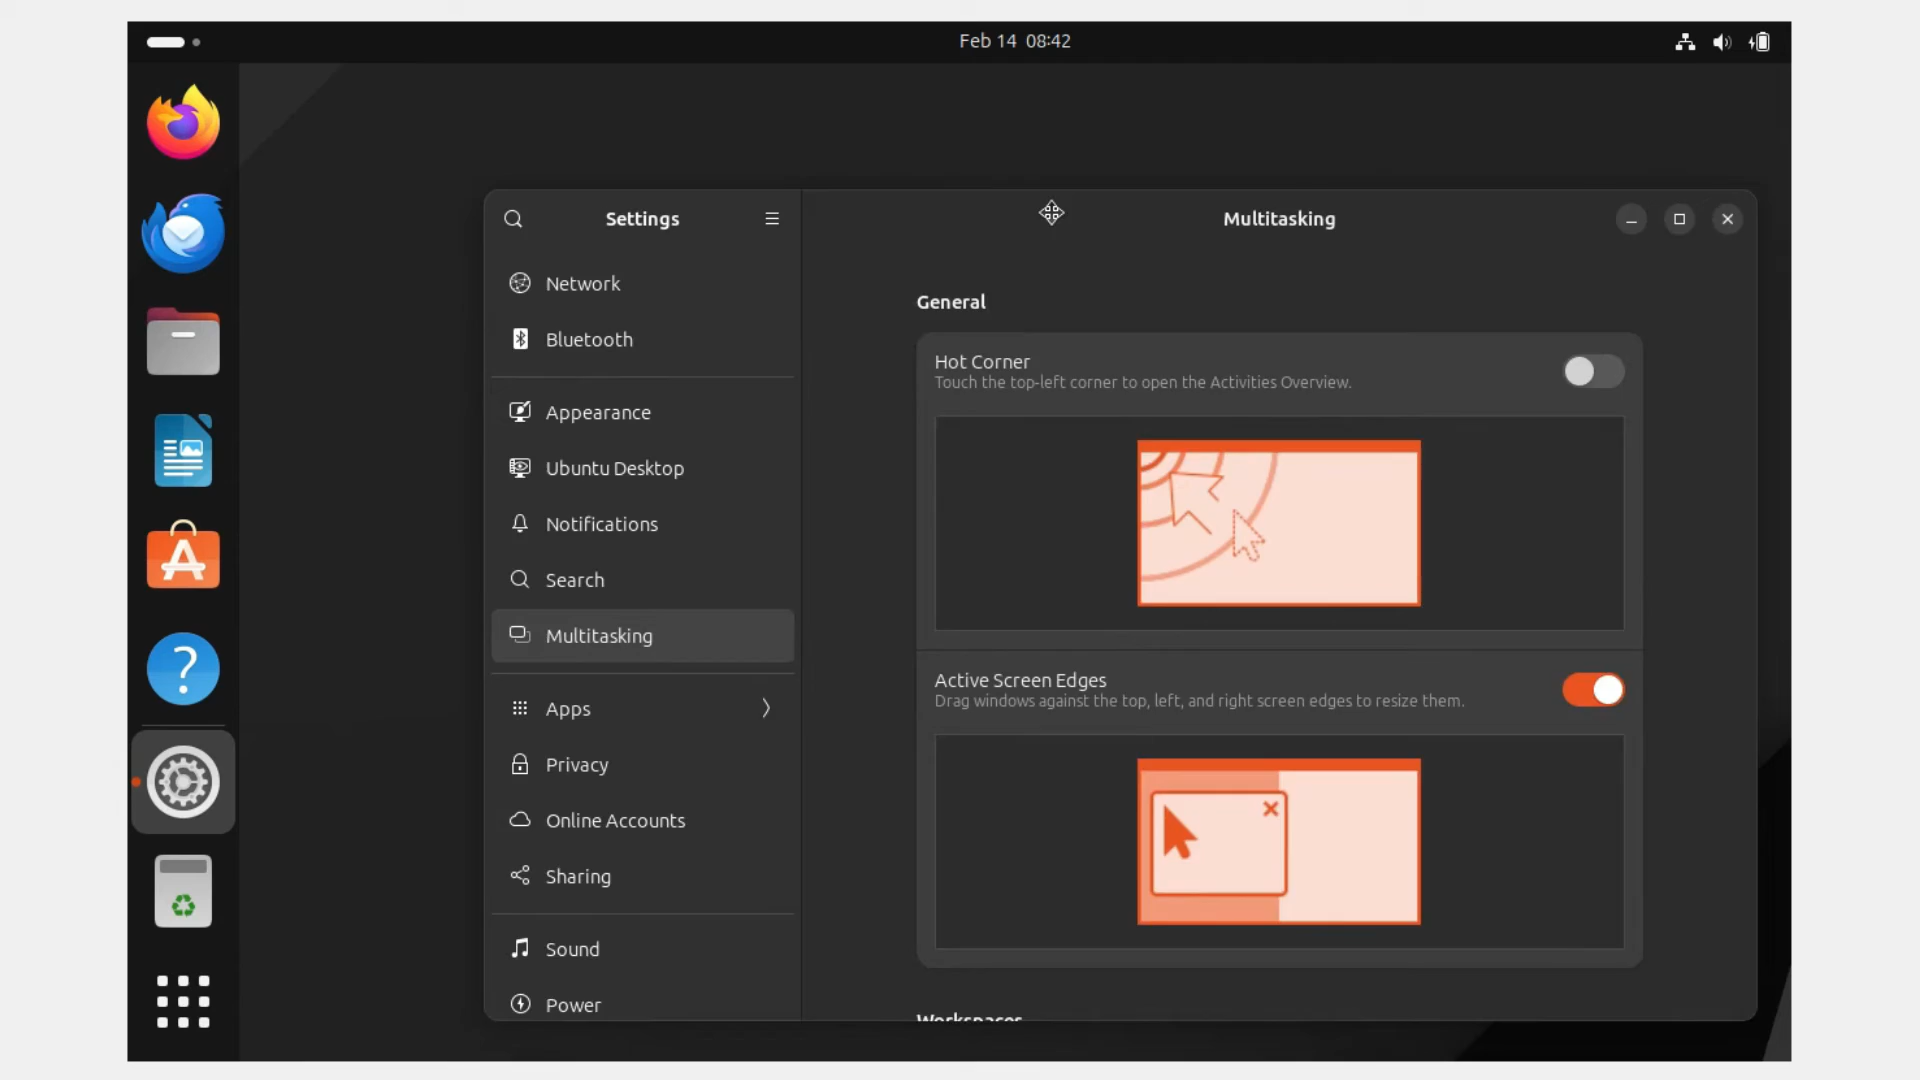 Feb 14 08:42
Settings
Multitasking
Network
Bluetooth
Appearance
Ubuntu Desktop
Notifications
Search
Multitasking
Apps
Privacy
Online Accounts
Sharing
Sound
Power
General
Hot Corner
Touch the top-left corner to open the Activities Overview.
Active Screen Edges
Drag windows against the top, left, and right screen edges to resize them.
Workspaces